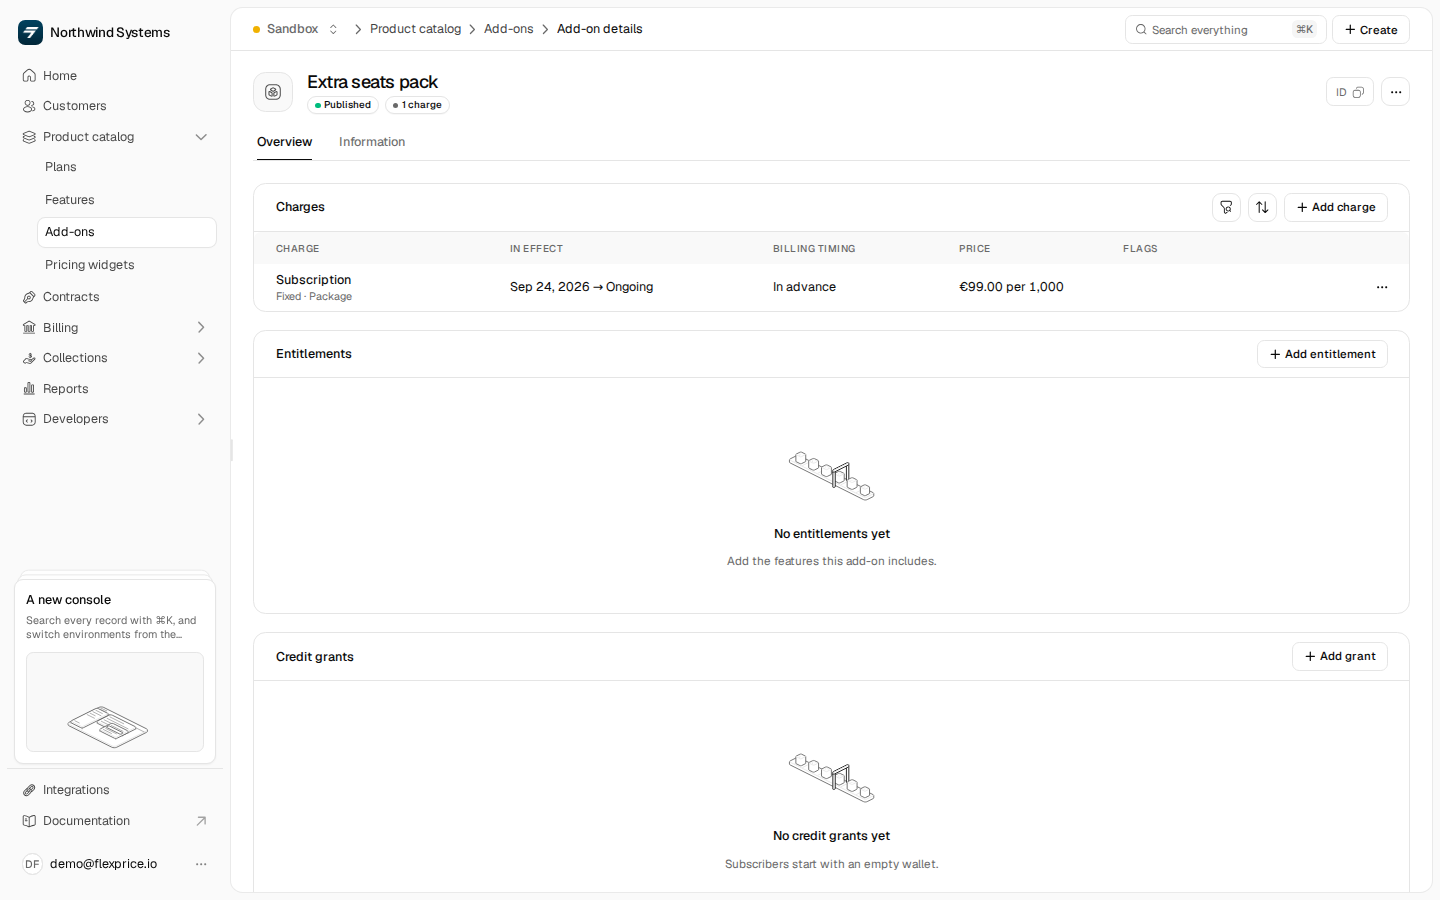 Northwind Systems
Home
Customers
Product catalog
Plans
Features
Add-ons
Pricing widgets
Contracts
Billing
Collections
Reports
Developers
A new console
Search every record with ⌘K, and
switch environments from the...
Integrations
Documentation
DF demo@flexprice.io
Sandbox Product catalog Add-ons Add-on details
Search everything ⌘K
Create
Extra seats pack
Published 1 charge
ID
Overview Information
Charges
Add charge
CHARGE IN EFFECT BILLING TIMING PRICE FLAGS
Subscription
Fixed · Package
Sep 24, 2026 → Ongoing
In advance
€99.00 per 1,000
Entitlements
Add entitlement
No entitlements yet
Add the features this add-on includes.
Credit grants
Add grant
No credit grants yet
Subscribers start with an empty wallet.